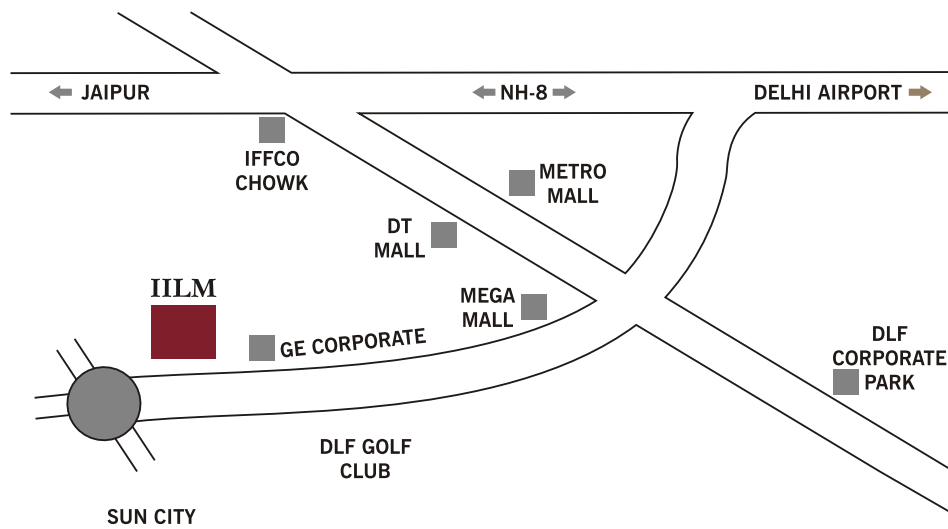 JAIPUR
NH-8
DELHI AIRPORT
IFFCO
CHOWK
METRO
MALL
DT
MALL
IILM
MEGA
MALL
GE CORPORATE
DLF
CORPORATE
PARK
DLF GOLF
CLUB
SUN CITY